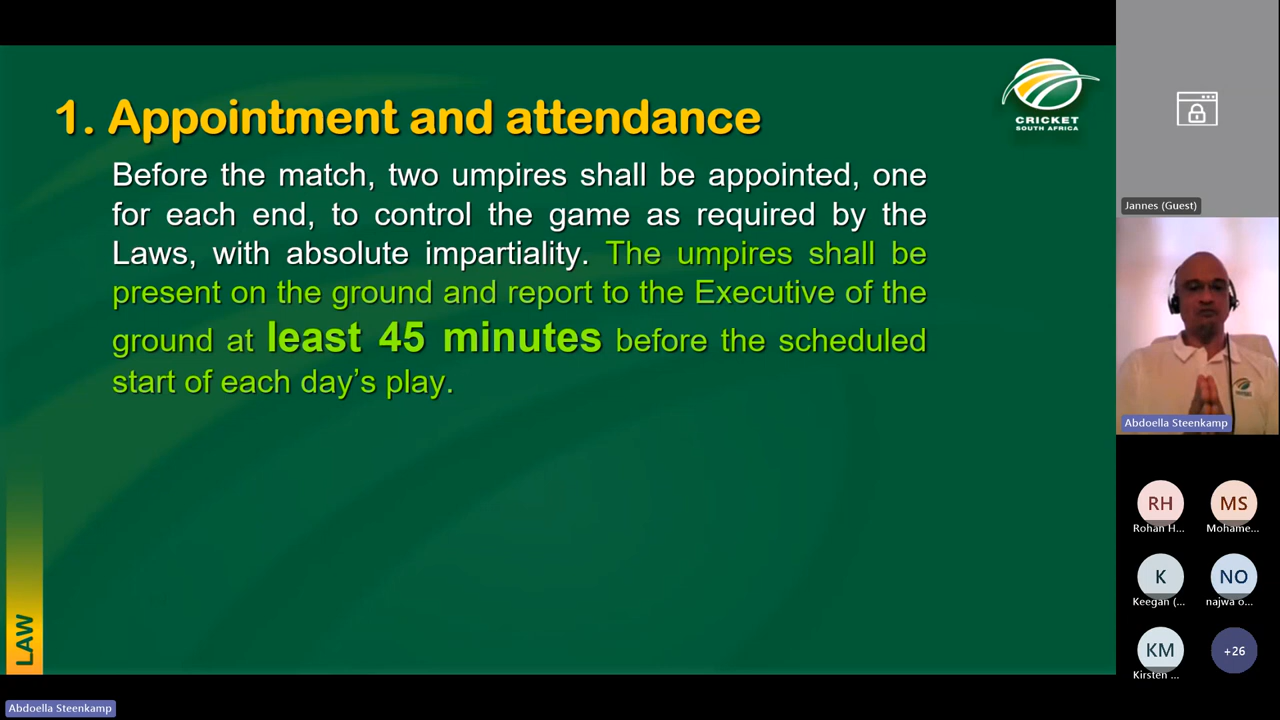 1. Appointment and attendance
CRICKET
SOUTH AFRICA
Before the match, two umpires shall be appointed, one
for each end, to control the game as required by the
Laws, with absolute impartiality. The umpires shall be
present on the ground and report to the Executive of the
ground at least 45 minutes before the scheduled
start of each day’s play.
LAW
Abdoella Steenkamp
Jannes (Guest)
Abdoella Steenkamp
RH
MS
Rohan H...
Mohame...
K
NO
Keegan (...
najwa o...
KM
+26
Kirsten ...